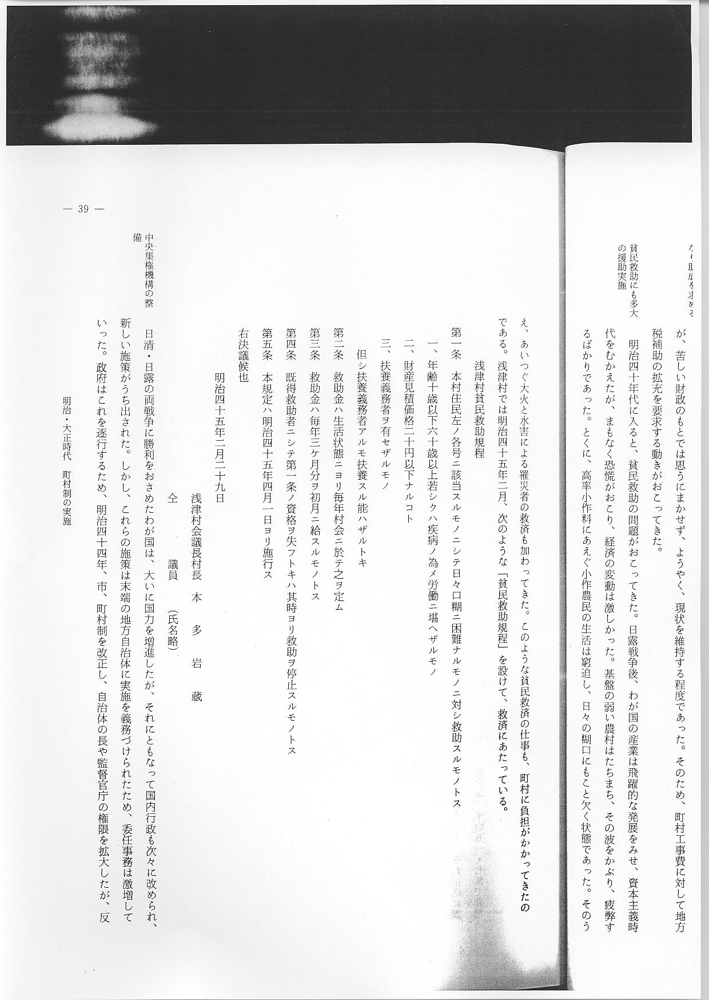 なり助成を求める
が、苦しい財政のもとでは思うにまかせず、ようやく、現状を維持する程度であった。そのため、町村工事費に対して地方
税補助の拡充を要求する動きがおこってきた。
貧民救助にも多大
の援助実施
明治四十年代に入ると、貧民救助の問題がおこってきた。日露戦争後、わが国の産業は飛躍的な発展をみせ、資本主義時
代をむかえたが、まもなく恐慌がおこり、経済の変動は激しかった。基盤の弱い農村はたちまち、その波をかぶり、疲弊す
るばかりであった。とくに、高率小作料にあえぐ小作農民の生活は窮迫し、日々の糊口にもこと欠く状態であった。そのう
え、あいつぐ大火と水害による罹災者の救済も加わってきた。このような貧民救済の仕事も、町村に負担がかかってきたの
である。浅津村では明治四十五年二月、次のような「貧民救助規程」を設けて、救済にあたっている。
浅津村貧民救助規程
第一条　本村住民左ノ各号ニ該当スルモノニシテ日々口糊ニ困難ナルモノニ対シ救助スルモノトス
一、年齢十歳以下六十歳以上若シクハ疾病ノ為メ労働ニ堪ヘザルモノ
二、財産見積価格二十円以下ナルコト
三、扶養義務者ヲ有セザルモノ
但シ扶養義務者アルモ扶養スル能ハザルトキ
第二条　救助金ハ生活状態ニヨリ毎年村会ニ於テ之ヲ定ム
第三条　救助金ハ毎年三ケ月分ヲ初月ニ給スルモノトス
第四条　既得救助者ニシテ第一条ノ資格ヲ失フトキハ其時ヨリ救助ヲ停止スルモノトス
第五条　本規定ハ明治四十五年四月一日ヨリ施行ス
右決議候也
明治四十五年二月二十九日
浅津村会議長村長　本　多　岩　蔵
仝　議員　（氏名略）
中央集権機構の整
備
日清・日露の両戦争に勝利をおさめたわが国は、大いに国力を増進したが、それにともなって国内行政も次々に改められ、
新しい施策がうち出された。しかし、これらの施策は末端の地方自治体に実施を義務づけられたため、委任事務は激増して
いった。政府はこれを逐行するため、明治四十四年、市、町村制を改正し、自治体の長や監督官庁の権限を拡大したが、反
明治・大正時代　町村制の実施
― 39 ―